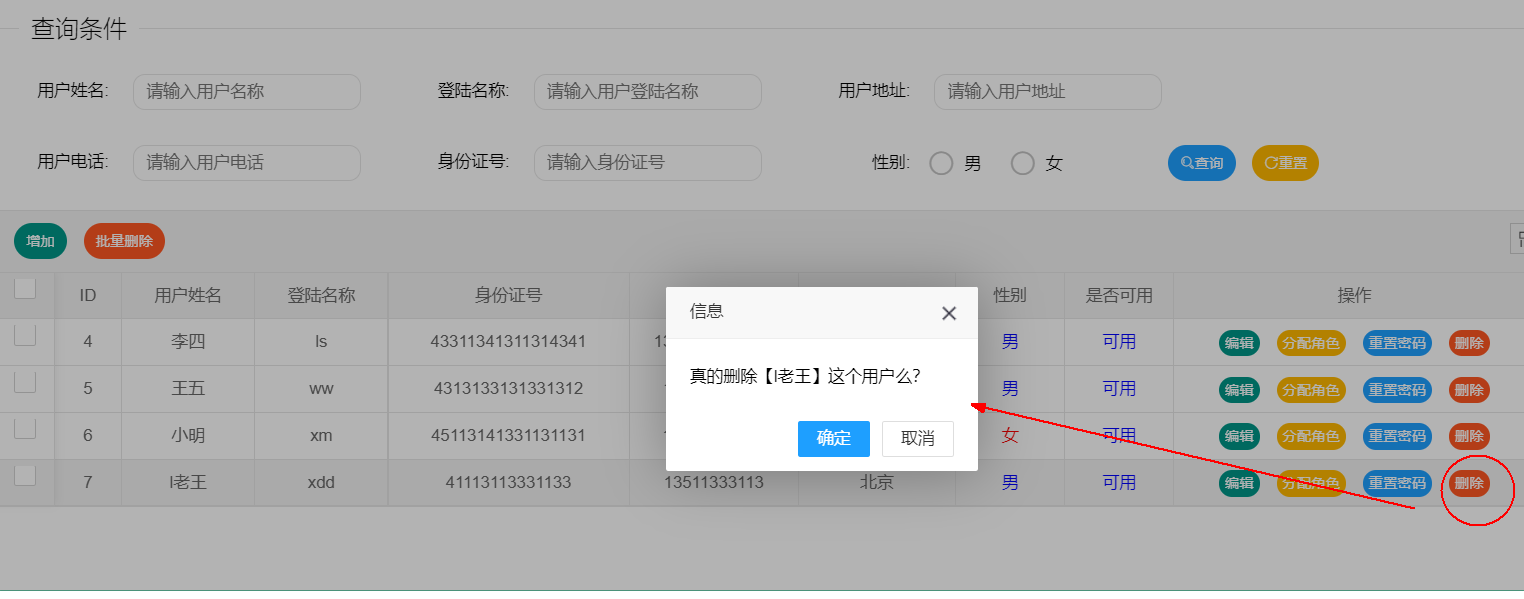 查询条件
用户姓名: 请输入用户名称 登陆名称: 请输入用户登陆名称 用户地址: 请输入用户地址
用户电话: 请输入用户电话 身份证号: 请输入身份证号 性别: 男 女 查询 重置
增加 批量删除
ID 用户姓名 登陆名称 身份证号 性别 是否可用 操作
信息
4 李四 ls 43311341311314341 男 可用 编辑 分配角色 重置密码 删除
真的删除【l老王】这个用户么?
5 王五 ww 4313133131331312 男 可用 编辑 分配角色 重置密码 删除
确定 取消
6 小明 xm 45113141331131131 女 可用 编辑 分配角色 重置密码 删除
7 l老王 xdd 41113113331133 13511333113 北京 男 可用 编辑 分配角色 重置密码 删除